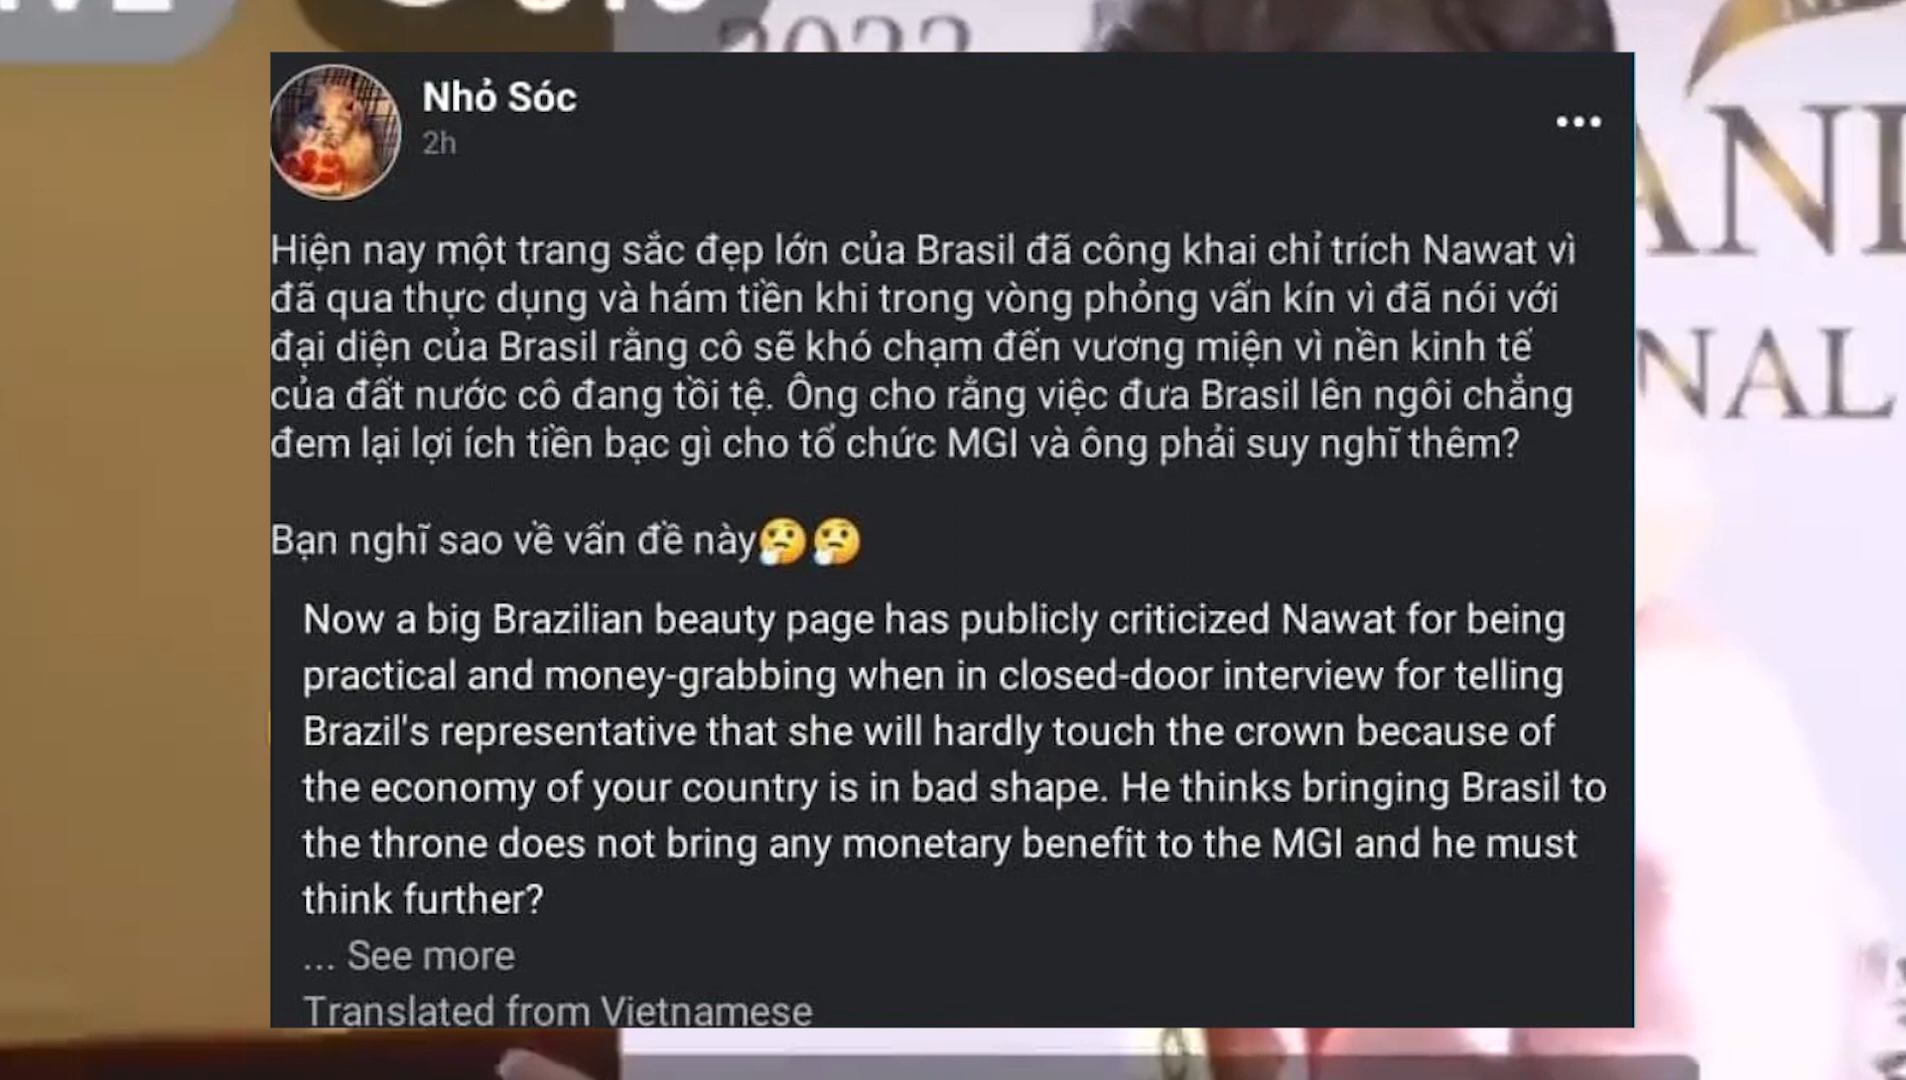 2022
Nhỏ Sóc
2h
Hiện nay một trang sắc đẹp lớn của Brasil đã công khai chỉ trích Nawat vì
đã qua thực dụng và hám tiền khi trong vòng phỏng vấn kín vì đã nói với
đại diện của Brasil rằng cô sẽ khó chạm đến vương miện vì nền kinh tế
của đất nước cô đang tồi tệ. Ông cho rằng việc đưa Brasil lên ngôi chẳng
đem lại lợi ích tiền bạc gì cho tổ chức MGI và ông phải suy nghĩ thêm?
Bạn nghĩ sao về vấn đề này🤔🤔
Now a big Brazilian beauty page has publicly criticized Nawat for being
practical and money-grabbing when in closed-door interview for telling
Brazil's representative that she will hardly touch the crown because of
the economy of your country is in bad shape. He thinks bringing Brasil to
the throne does not bring any monetary benefit to the MGI and he must
think further?
... See more
Translated from Vietnamese